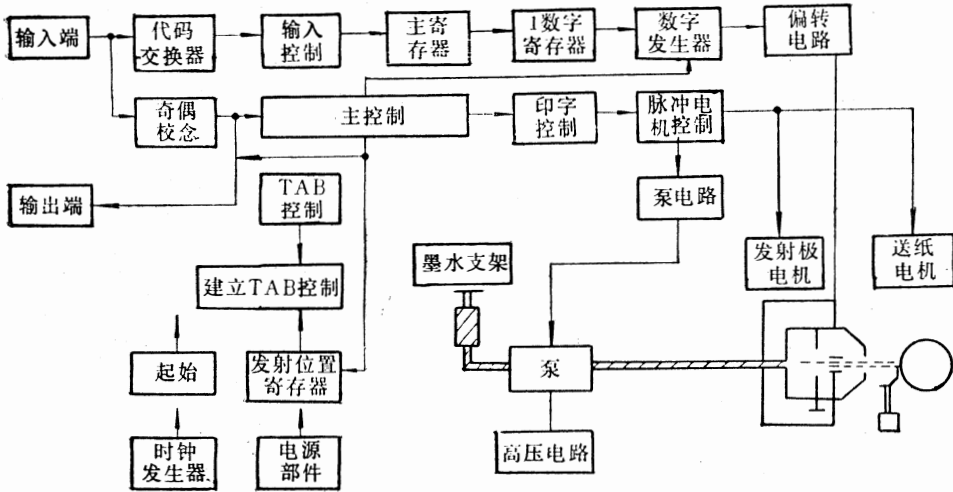 输入端
代码
交换器
输入
控制
主寄
存器
1数字
寄存器
数字
发生器
偏转
电路
奇偶
校念
主控制
印字
控制
脉冲电
机控制
输出端
TAB
控制
泵电路
墨水支架
发射极
电机
送纸
电机
建立TAB控制
起始
发射位置
寄存器
泵
时钟
发生器
电源
部件
高压电路